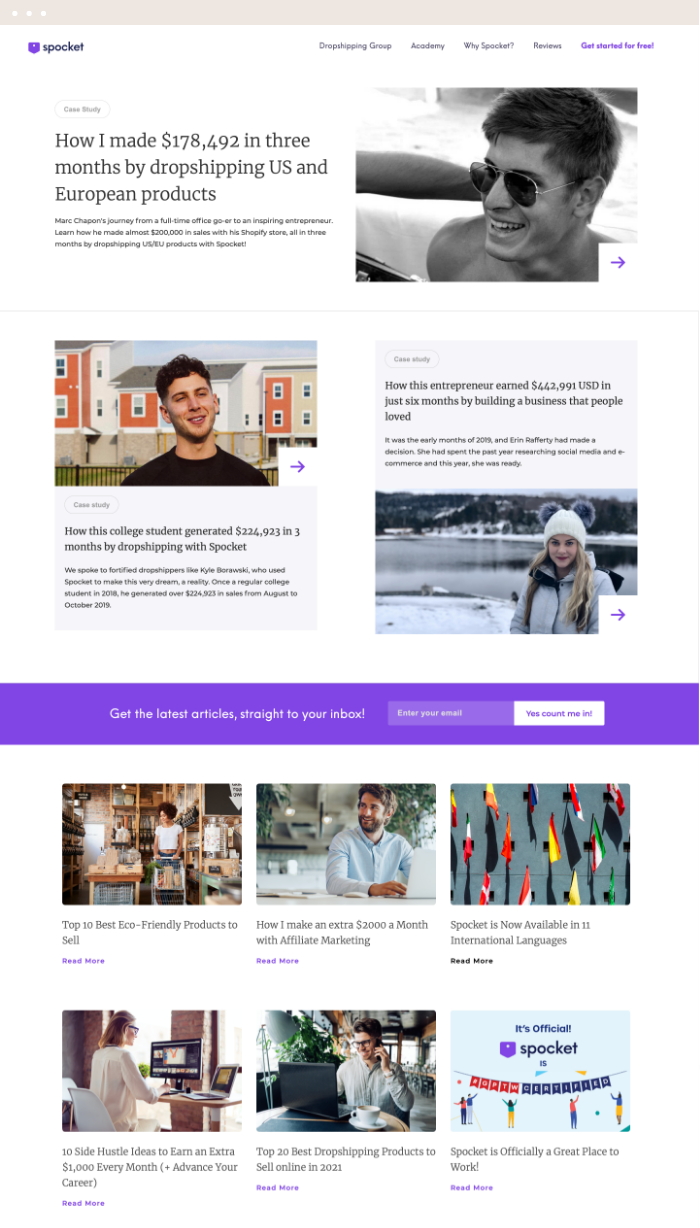 spocket
Dropshipping Group Academy Why Spocket? Reviews Get started for free!
Case Study
How I made $178,492 in three
months by dropshipping US and
European products
Marc Chapon's journey from a full-time office go-er to an inspiring entrepreneur.
Learn how he made almost $200,000 in sales with his Shopify store, all in three
months by dropshipping US/EU products with Spocket!
Case study
How this college student generated $224,923 in 3
months by dropshipping with Spocket
We spoke to fortified dropshippers like Kyle Borawski, who used
Spocket to make this very dream, a reality. Once a regular college
student in 2018, he generated over $224,923 in sales from August to
October 2019.
Case study
How this entrepreneur earned $442,991 USD in
just six months by building a business that people
loved
It was the early months of 2019, and Erin Rafferty had made a
decision. She had spent the past year researching social media and e-
commerce and this year, she was ready.
Get the latest articles, straight to your inbox!
Enter your email
Yes count me in!
Top 10 Best Eco-Friendly Products to
Sell
Read More
How I make an extra $2000 a Month
with Affiliate Marketing
Read More
Spocket is Now Available in 11
International Languages
Read More
10 Side Hustle Ideas to Earn an Extra
$1,000 Every Month (+ Advance Your
Career)
Read More
Top 20 Best Dropshipping Products to
Sell online in 2021
Read More
It's Official!
spocket
IS
GPTW CERTIFIED
Spocket is Officially a Great Place to
Work!
Read More